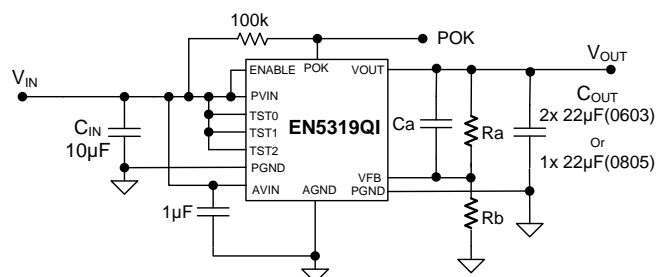 100k
POK
VIN
VOUT
ENABLE
POK
VOUT
PVIN
TST0
TST1
TST2
EN5319QI
CIN
10µF
Ca
Ra
COUT
2x 22µF(0603)
Or
1x 22µF(0805)
PGND
VFB
AVIN
AGND
PGND
1µF
Rb